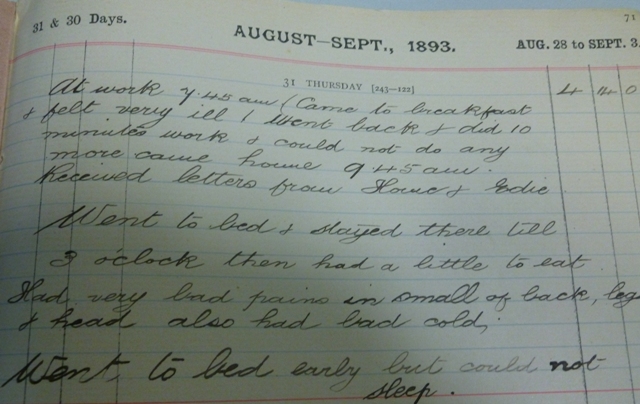 31 & 30 Days.
AUGUST—SEPT., 1893.
71
AUG. 28 to SEPT. 3.
31 THURSDAY [243—122]
At work 7.45 am (Came to breakfast
& felt very ill I went back & did 10
minutes work & could not do any
more came home 9.45 am.
Received letters from Home & Edie
4 14 0
Went to bed & stayed there till
3 o'clock then had a little to eat
Had very bad pains in small of back, leg
& head also had bad cold,
Went to bed early but could not
sleep.